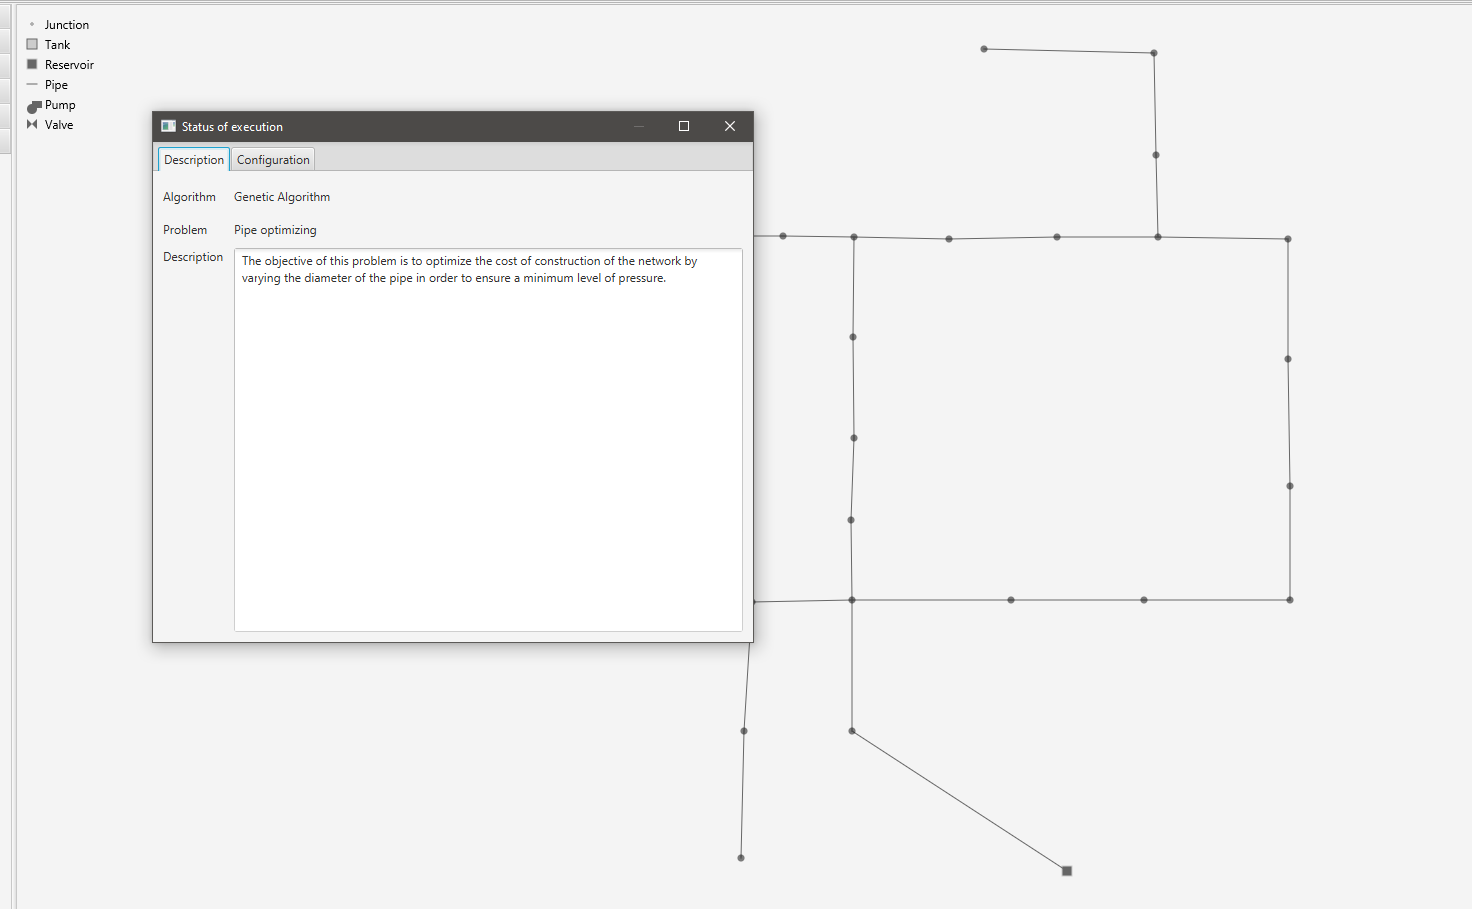 Junction
Tank
Reservoir
Pipe
Pump
Valve
Status of execution
Description Configuration
Algorithm Genetic Algorithm
Problem Pipe optimizing
Description The objective of this problem is to optimize the cost of construction of the network by
varying the diameter of the pipe in order to ensure a minimum level of pressure.